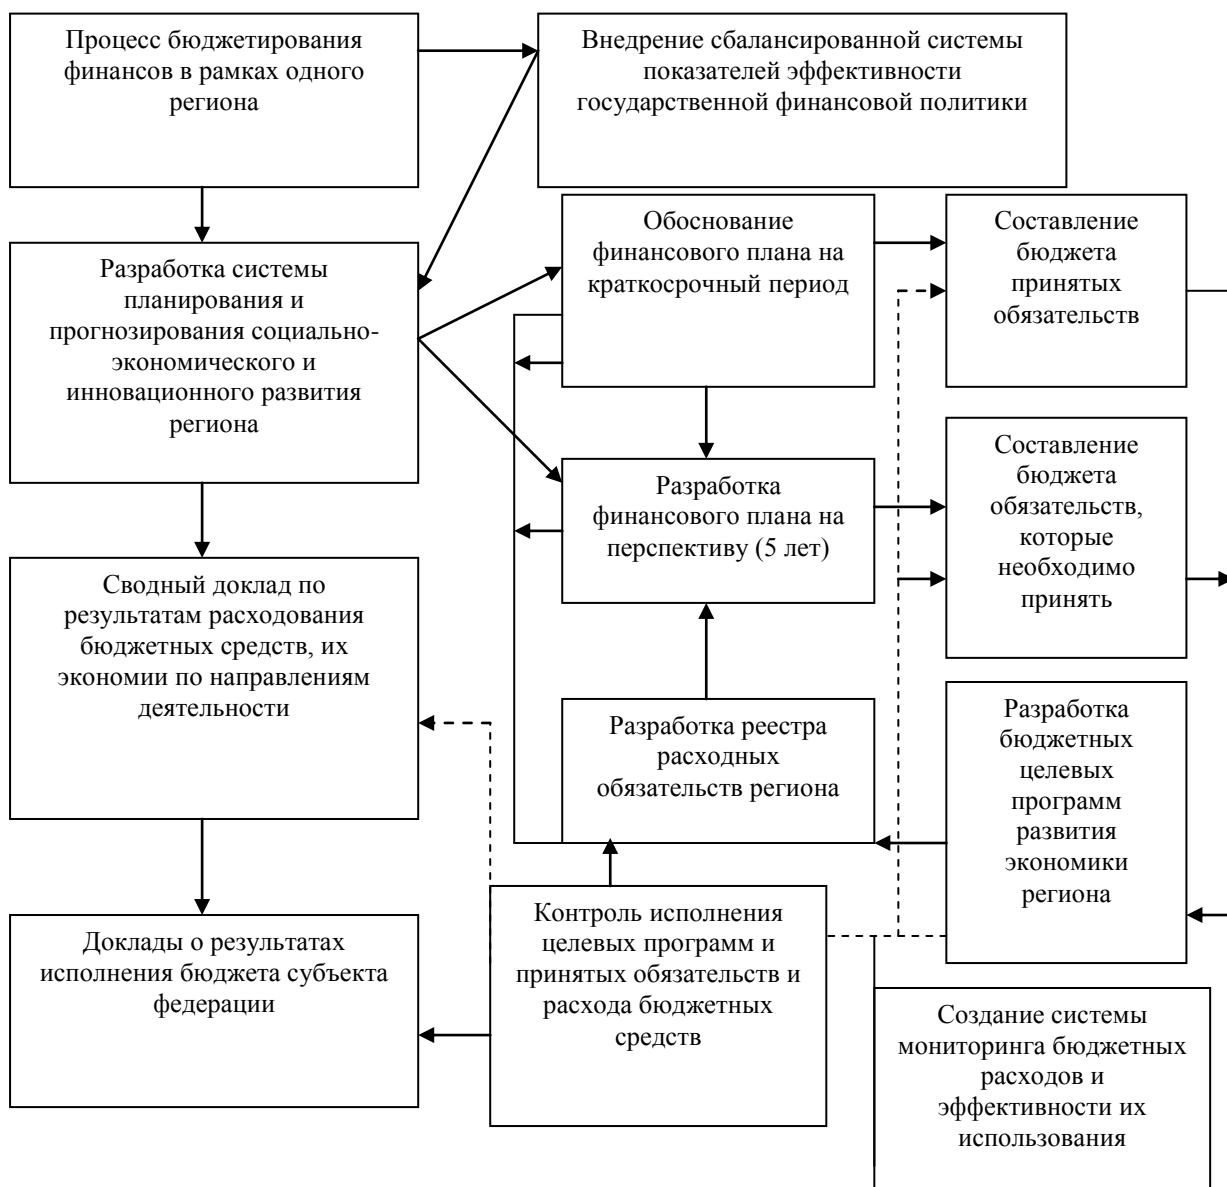 Процесс бюджетирования
финансов в рамках одного
региона
Внедрение сбалансированной системы
показателей эффективности
государственной финансовой политики
Разработка системы
планирования и
прогнозирования социально-
экономического и
инновационного развития
региона
Обоснование
финансового плана на
краткосрочный период
Составление
бюджета
принятых
обязательств
Разработка
финансового плана на
перспективу (5 лет)
Составление
бюджета
обязательств,
которые
необходимо
принять
Сводный доклад по
результатам расходования
бюджетных средств, их
экономии по направлениям
деятельности
Разработка реестра
расходных
обязательств региона
Разработка
бюджетных
целевых
программ
развития
экономики
региона
Доклады о результатах
исполнения бюджета субъекта
федерации
Контроль исполнения
целевых программ и
принятых обязательств и
расхода бюджетных
средств
Создание системы
мониторинга бюджетных
расходов и
эффективности их
использования